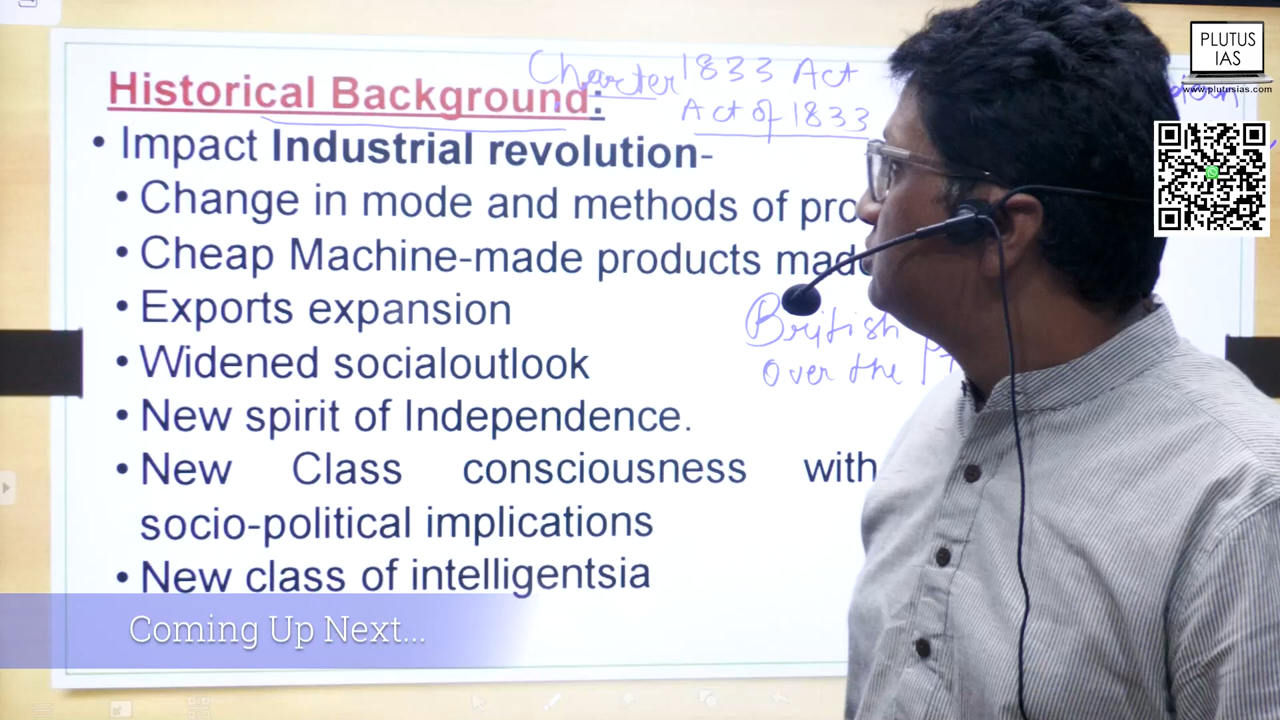 Charter 1833 Act
Act of 1833
Historical Background:
• Impact Industrial revolution-
• Change in mode and methods of
• Cheap Machine-made products made
• Exports expansion
• Widened socialoutlook
• New spirit of Independence.
• New Class consciousness with
socio-political implications
• New class of intelligentsia
British
over the
Coming Up Next...
PLUTUS
IAS
www.plutusias.com